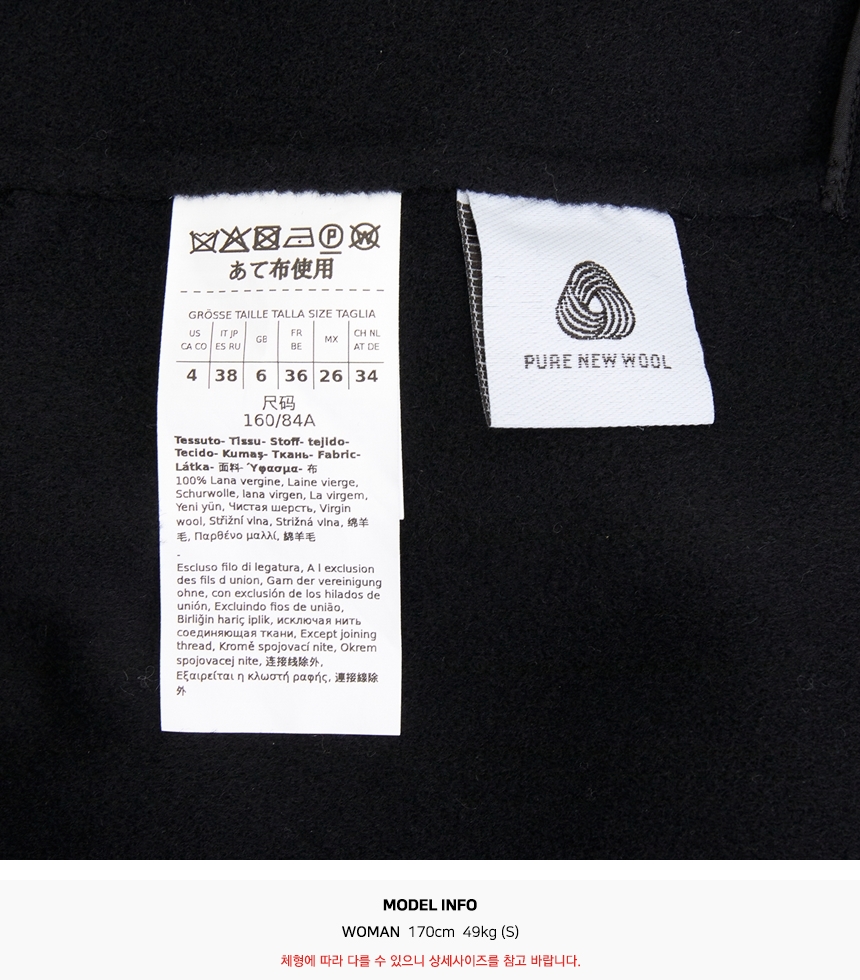 あて布使用
GRÖSSE TAILLE TALLA SIZE TAGLIA
US CA CO | IT JP ES RU | GB | FR BE | MX | CH NL AT DE
4 | 38 | 6 | 36 | 26 | 34
尺码
160/84A
Tessuto- Tissu- Stoff- tejido-
Tecido- Kumaş- Ткань- Fabric-
Látka- 面料- Ύφασμα- 布
100% Lana vergine, Laine vierge,
Schurwolle, lana virgen, La virgem,
Yeni yün, Чистая шерсть, Virgin
wool, Střižní vlna, Strižná vlna, 绵羊
毛, Παρθένο μαλλί, 綿羊毛
-
Escluso filo di legatura, A l exclusion
des fils d union, Garn der vereinigung
ohne, con exclusión de los hilados de
unión, Excluindo fios de união,
Birliğin hariç iplik, исключая нить
соединяющая ткани, Except joining
thread, Kromě spojovací nite, Okrem
spojovacej nite, 连接线除外,
Εξαιρείται η κλωστή ραφής, 連接線除
外
PURE NEW WOOL
MODEL INFO
WOMAN 170cm 49kg (S)
체형에 따라 다를 수 있으니 상세사이즈를 참고 바랍니다.